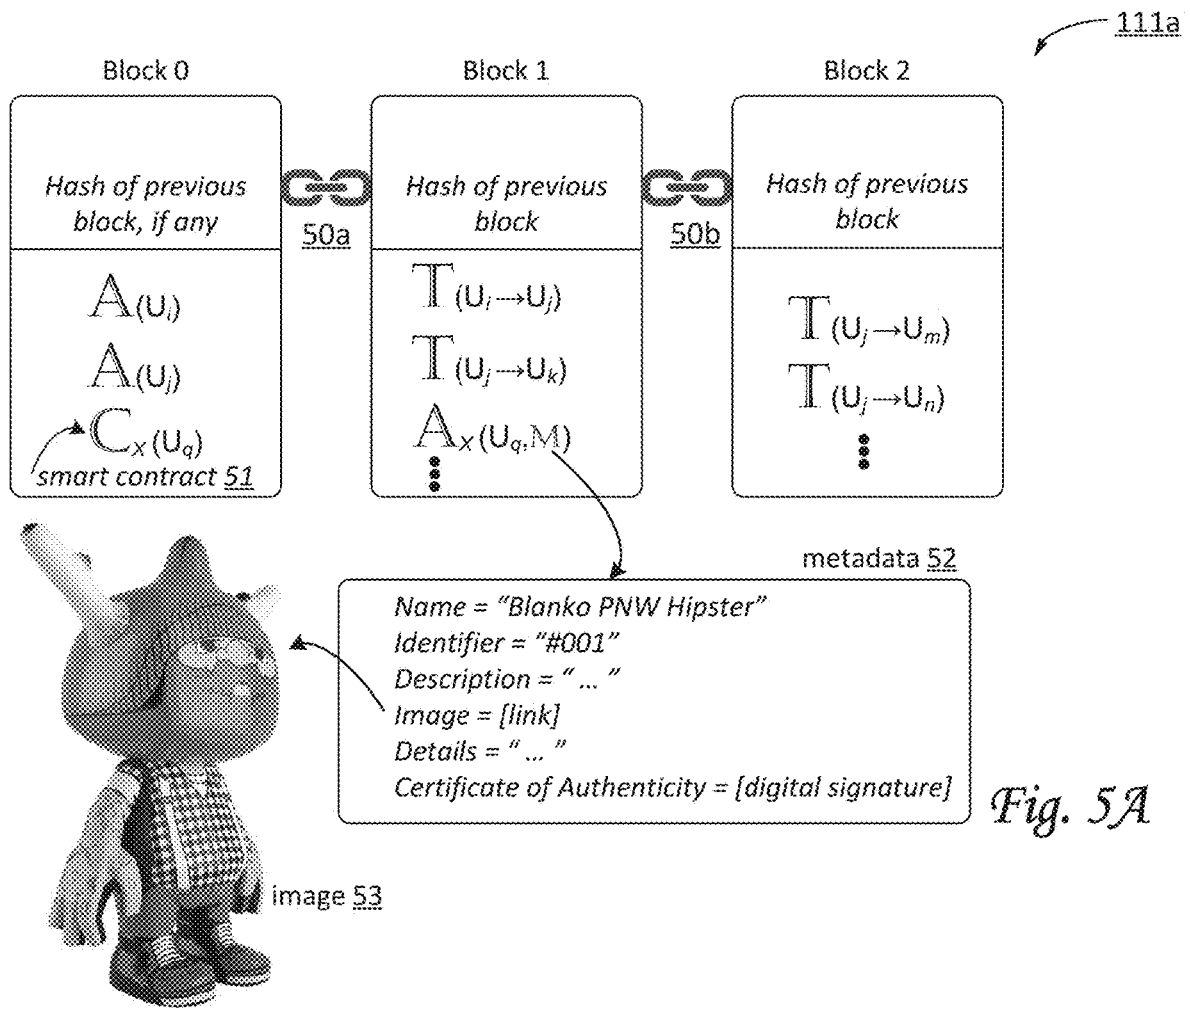 111a
Block 0
Block 1
Block 2
Hash of previous
block, if any
50a
Hash of previous
block
50b
Hash of previous
block
A(Ui)
A(Uj)
Cx(Uq)
smart contract 51
T(Ui→Uj)
T(Uj→Uk)
Ax(Uq,M)
T(Uj→Um)
T(Uj→Un)
metadata 52
Name = “Blanko PNW Hipster”
Identifier = “#001”
Description = “ ... ”
Image = [link]
Details = “ ... ”
Certificate of Authenticity = [digital signature]
Fig. 5A
image 53